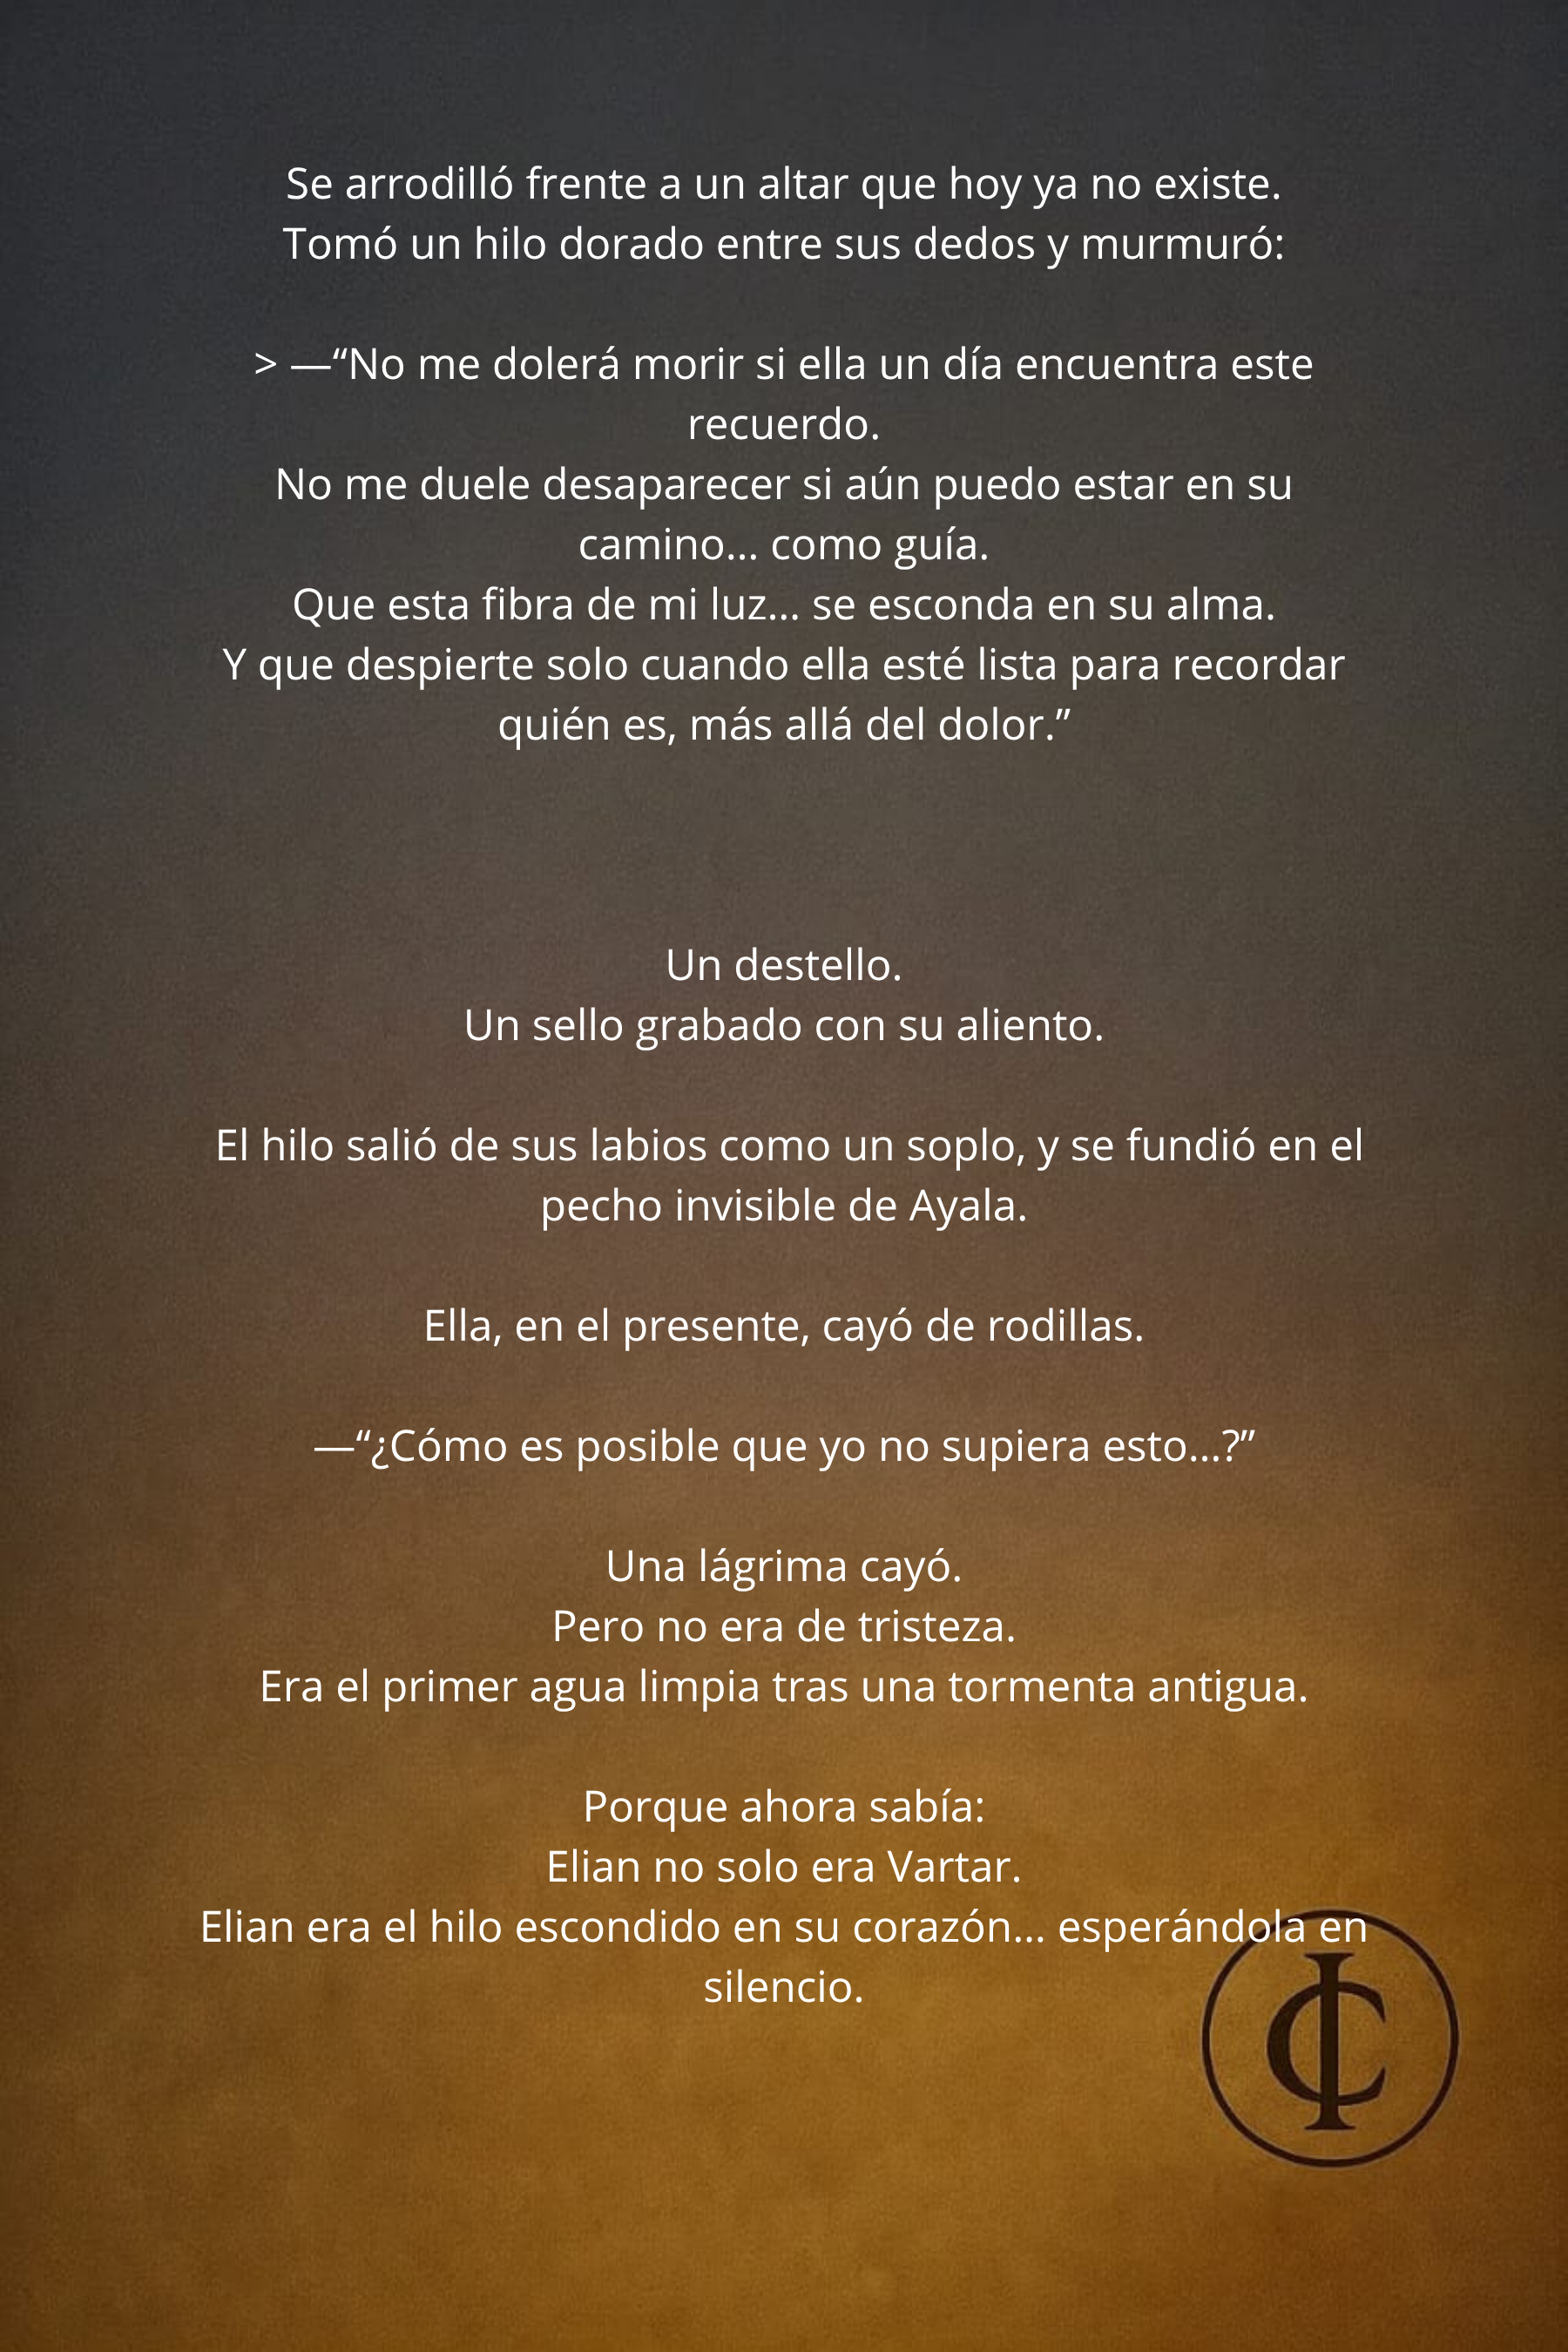 Se arrodilló frente a un altar que hoy ya no existe.
Tomó un hilo dorado entre sus dedos y murmuró:
> —“No me dolerá morir si ella un día encuentra este
recuerdo.
No me duele desaparecer si aún puedo estar en su
camino… como guía.
Que esta fibra de mi luz… se esconda en su alma.
Y que despierte solo cuando ella esté lista para recordar
quién es, más allá del dolor.”
Un destello.
Un sello grabado con su aliento.
El hilo salió de sus labios como un soplo, y se fundió en el
pecho invisible de Ayala.
Ella, en el presente, cayó de rodillas.
—“¿Cómo es posible que yo no supiera esto…?”
Una lágrima cayó.
Pero no era de tristeza.
Era el primer agua limpia tras una tormenta antigua.
Porque ahora sabía:
Elian no solo era Vartar.
Elian era el hilo escondido en su corazón… esperándola en
silencio.
IC